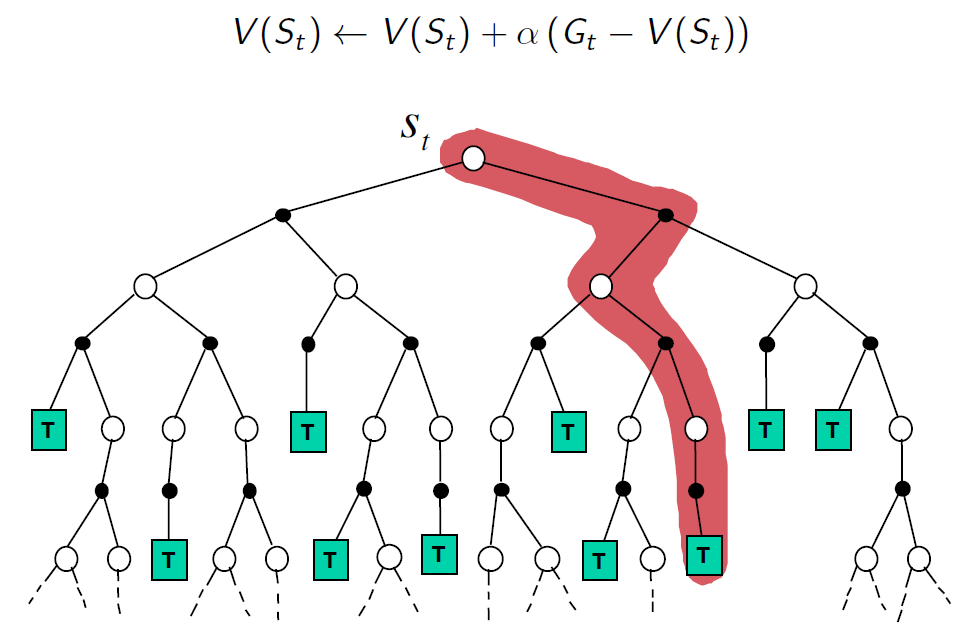 V(S_t) ← V(S_t) + α (G_t − V(S_t))
s_t
T T T T T
T T T T T